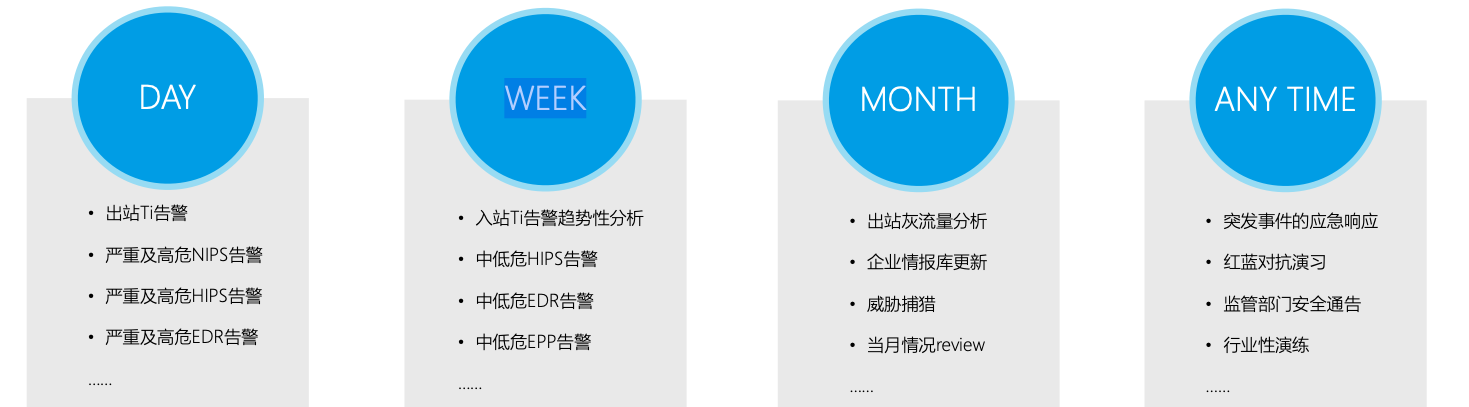 DAY
• 出站Ti告警
• 严重及高危NIPS告警
• 严重及高危HIPS告警
• 严重及高危EDR告警
......
WEEK
• 入站Ti告警趋势性分析
• 中低危HIPS告警
• 中低危EDR告警
• 中低危EPP告警
......
MONTH
• 出站灰流量分析
• 企业情报库更新
• 威胁捕猎
• 当月情况review
......
ANY TIME
• 突发事件的应急响应
• 红蓝对抗演习
• 监管部门安全通告
• 行业性演练
......